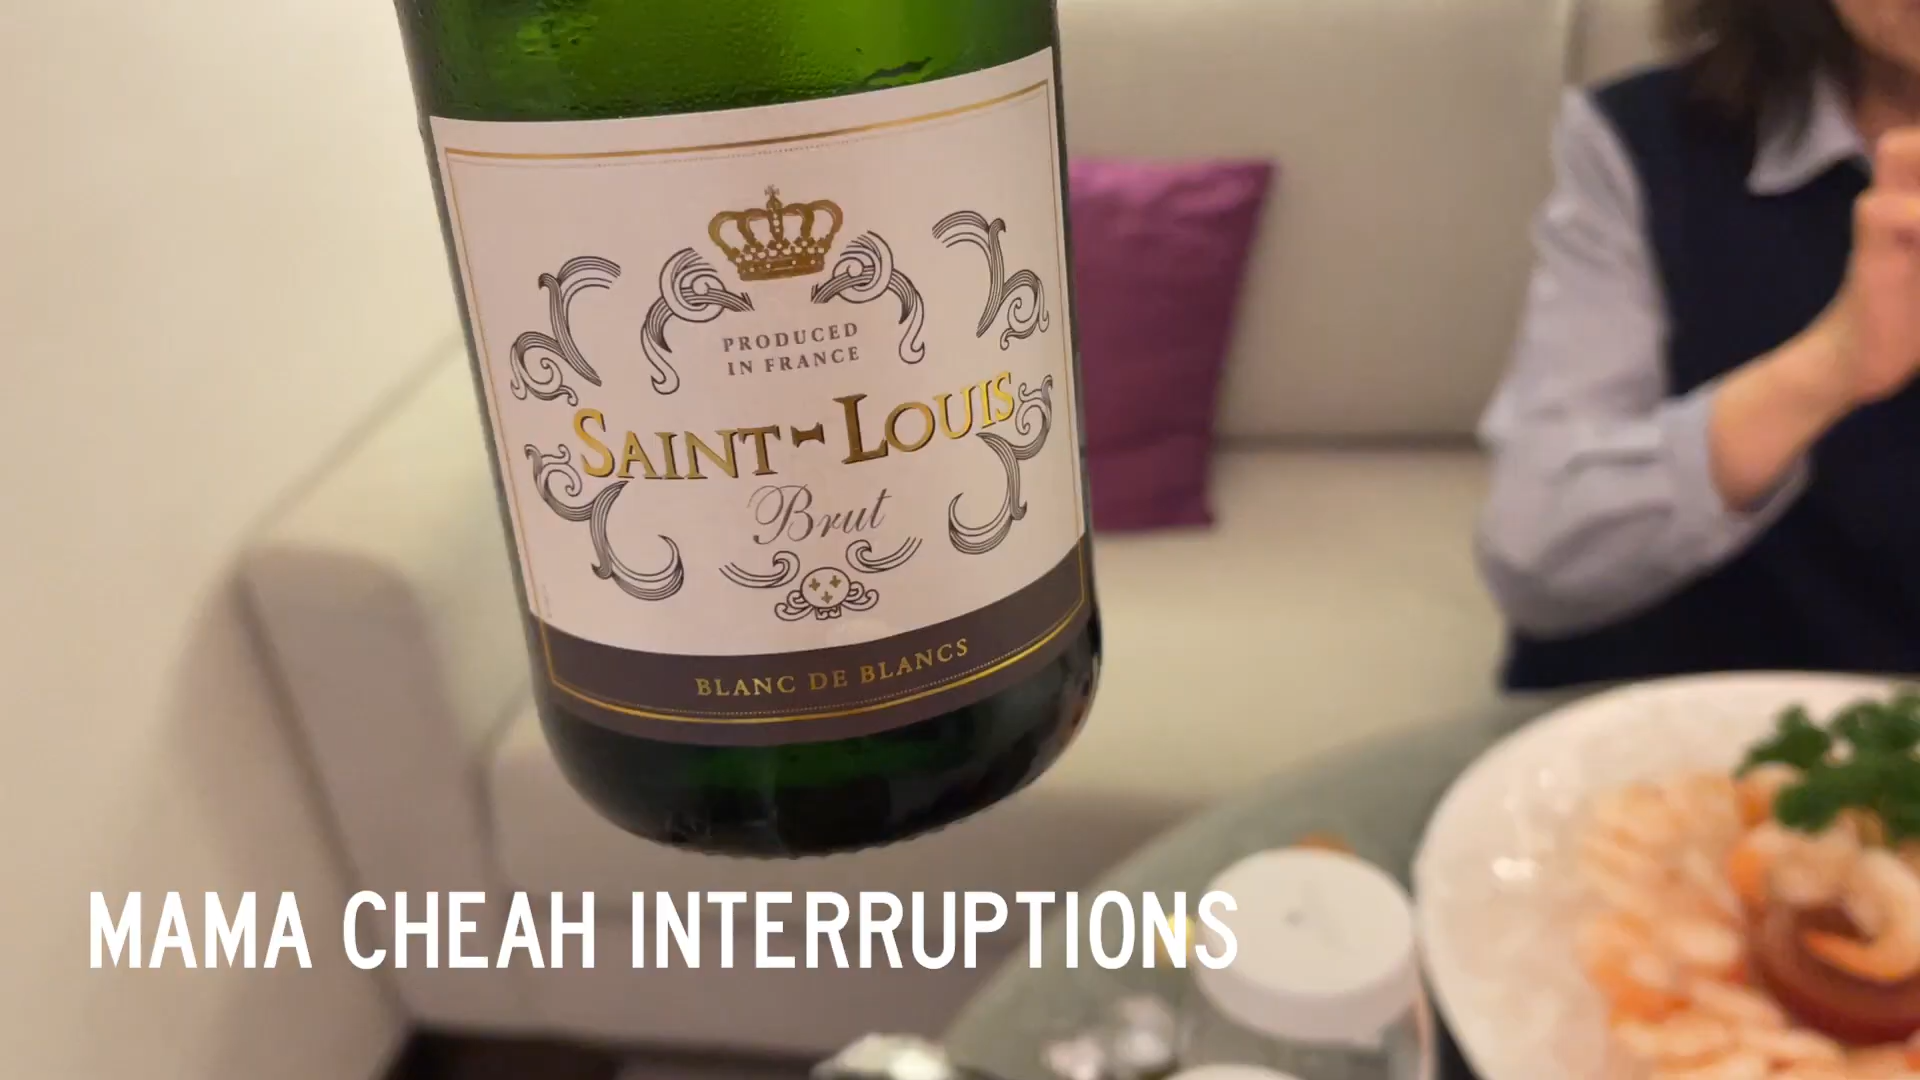 PRODUCED
IN FRANCE
SAINT-LOUIS
Brut
BLANC DE BLANCS
MAMA CHEAH INTERRUPTIONS